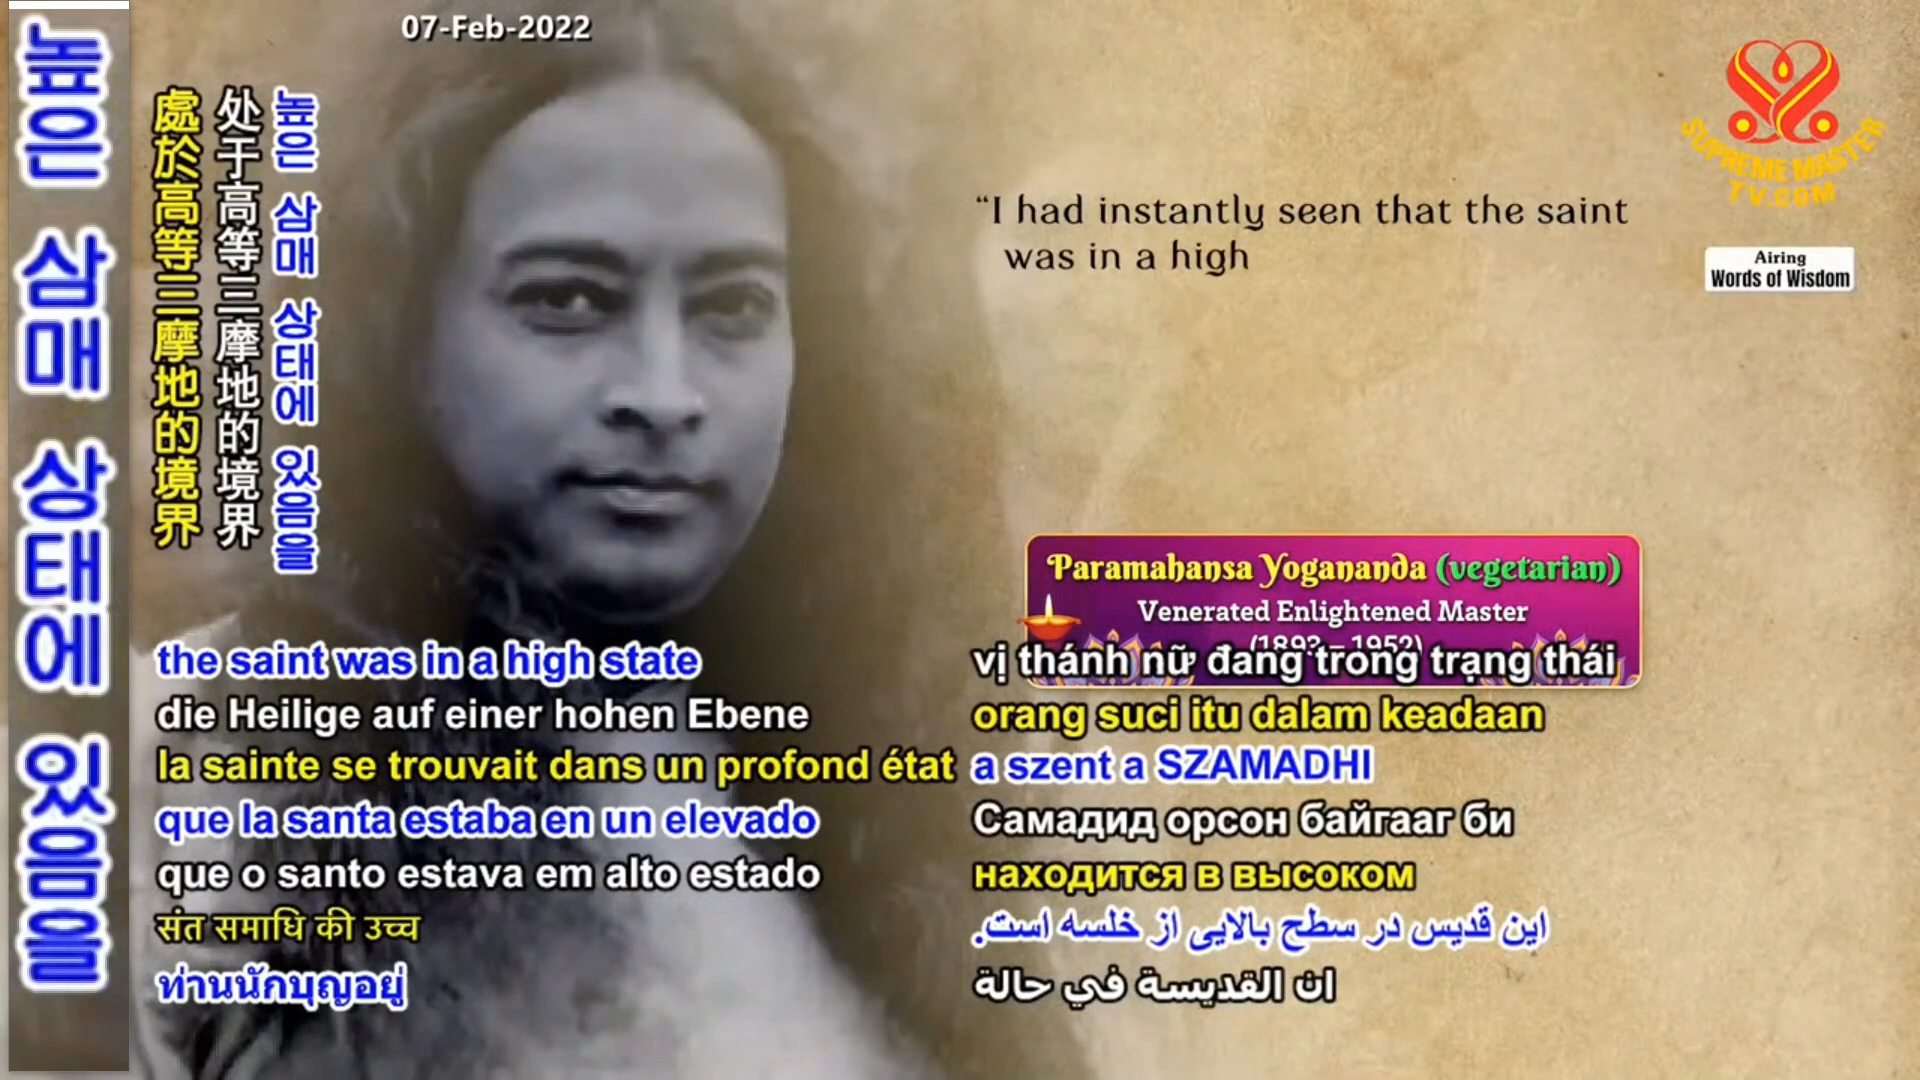 높은 삼매 상태에 있음을
07-Feb-2022
處於高等三摩地的境界
处于高等三摩地的境界
높은 삼매 상태에 있음을
SUPREME MASTER
TV.COM
Airing
Words of Wisdom
“I had instantly seen that the saint
was in a high
Paramahansa Yogananda (vegetarian)
Venerated Enlightened Master
(1893 – 1952)
the saint was in a high state
die Heilige auf einer hohen Ebene
la sainte se trouvait dans un profond état
que la santa estaba en un elevado
que o santo estava em alto estado
संत समाधि की उच्च
ท่านนักบุญอยู่
vị thánh nữ đang trong trạng thái
orang suci itu dalam keadaan
a szent a SZAMADHI
Самадид орсон байгааг би
находится в высоком
این قدیس در سطح بالایی از خلسه است.
ان القديسة في حالة